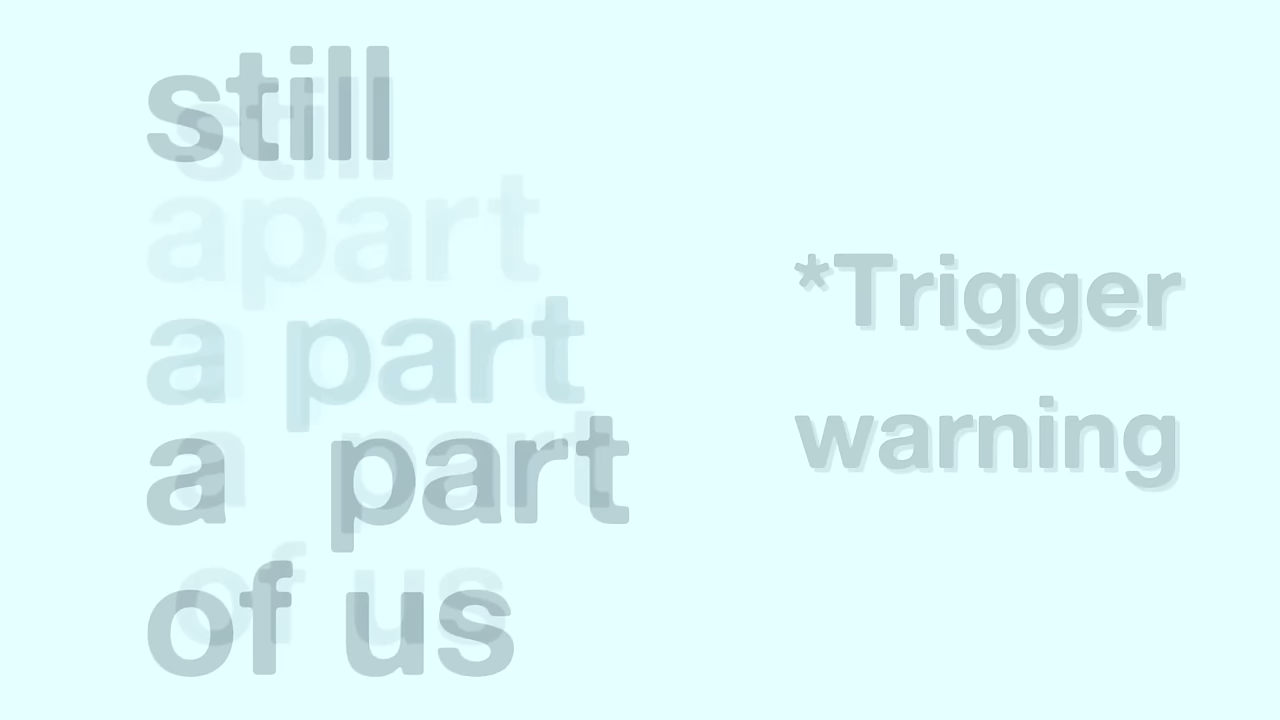 still
apart
a part
a  part
of us
*Trigger
warning